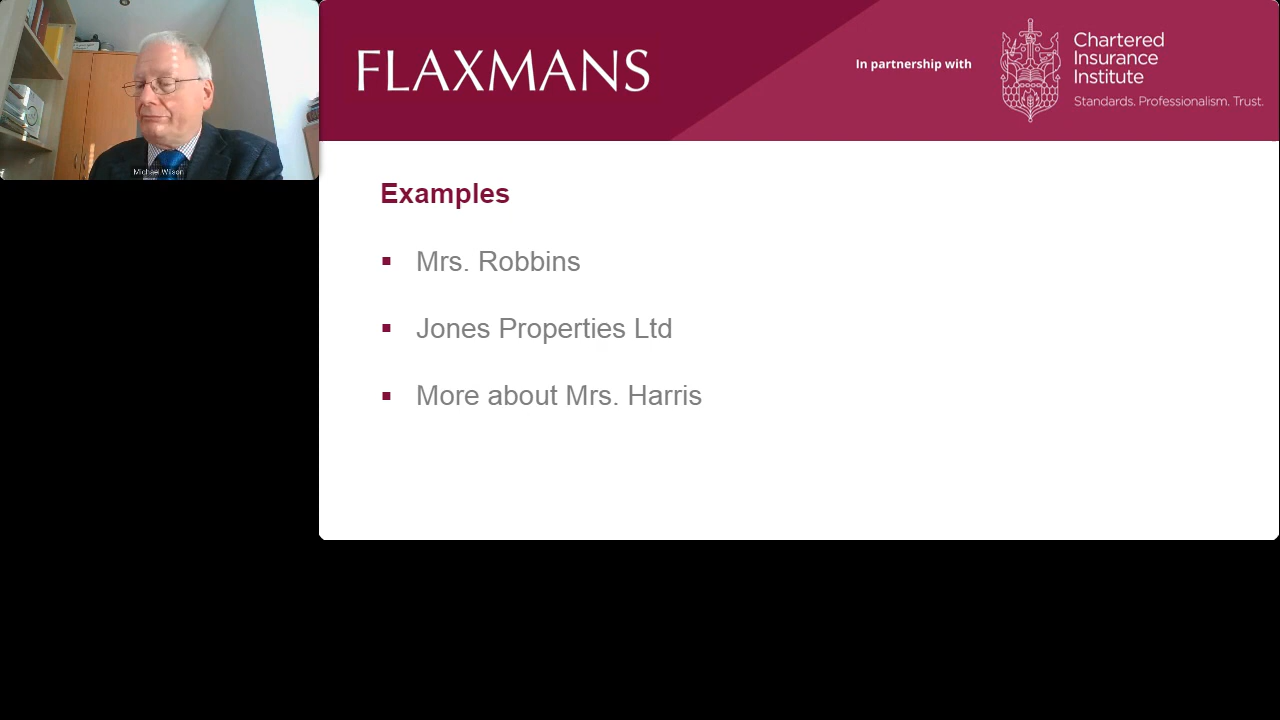 Michael Wilson
FLAXMANS
In partnership with
Chartered
Insurance
Institute
Standards. Professionalism. Trust.
Examples
Mrs. Robbins
Jones Properties Ltd
More about Mrs. Harris